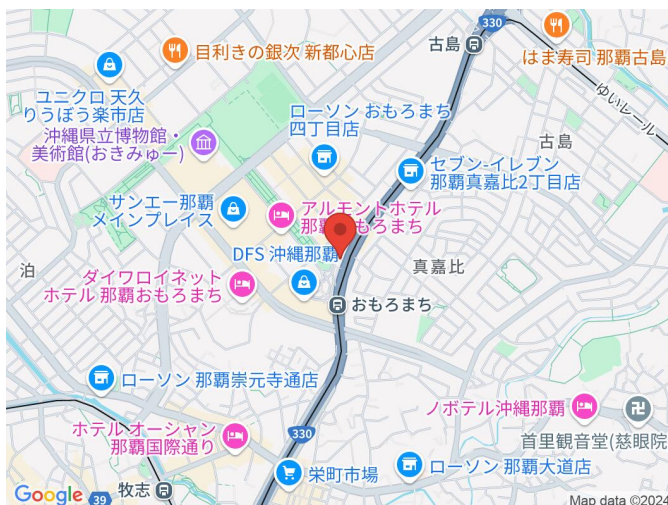 330
古島
はま寿司 那覇古島
目利きの銀次 新都心店
ユニクロ 天久
りうぼう楽市店
ローソン おもろまち
四丁目店
ゆいレール
古島
沖縄県立博物館・
美術館(おきみゅー)
セブン-イレブン
那覇真嘉比2丁目店
サンエー那覇
メインプレイス
アルモントホテル
那覇おもろまち
DFS 沖縄那覇
真嘉比
泊
ダイワロイネット
ホテル 那覇おもろまち
おもろまち
ローソン 那覇崇元寺通店
ノボテル沖縄那覇
ホテル オーシャン
那覇国際通り
330
首里観音堂(慈眼院
栄町市場
ローソン 那覇大道店
牧志
39
Google
Map data ©2024